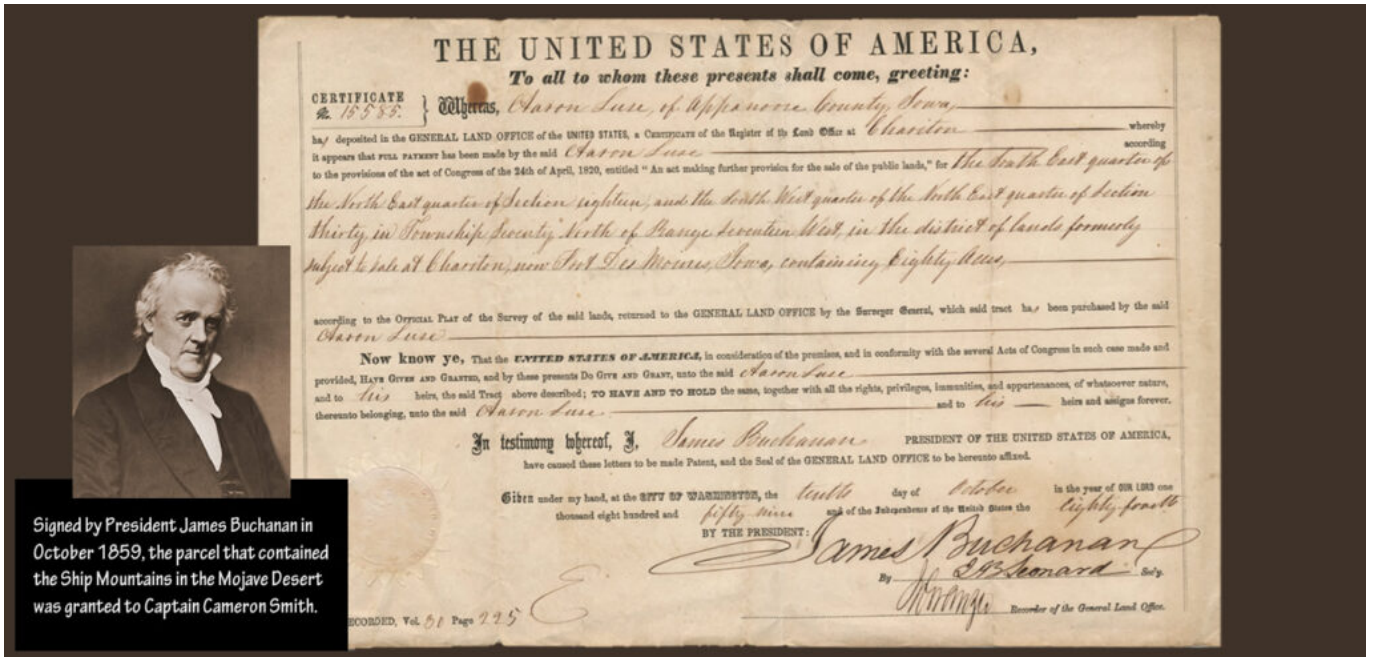 THE UNITED STATES OF AMERICA,
To all to whom these presents shall come, greeting:
CERTIFICATE
No. 15585.
Whereas, Aaron Luse, of Appanoose County, Iowa,
has deposited in the GENERAL LAND OFFICE of the UNITED STATES, a CERTIFICATE of the Register of the Land Office at Chariton whereby
it appears that FULL PAYMENT has been made by the said Aaron Luse according
to the provisions of the act of Congress of the 24th of April, 1820, entitled "An act making further provision for the sale of the public lands," for the South East quarter of
the North East quarter of Section eighteen, and the South West quarter of the North East quarter of Section
thirty in Township Seventy North of Range Seventeen West, in the district of lands formerly
subject to sale at Chariton, now Fort Des Moines, Iowa, containing Eighty Acres,
according to the OFFICIAL PLAT of the Survey of the said lands, returned to the GENERAL LAND OFFICE by the Surveyor General, which said tract has been purchased by the said
Aaron Luse
Now know ye, That the UNITED STATES OF AMERICA, in consideration of the premises, and in conformity with the several Acts of Congress in such case made and
provided, HAVE GIVEN AND GRANTED, and by these presents DO GIVE AND GRANT, unto the said Aaron Luse
and to his heirs, the said Tract above described; TO HAVE AND TO HOLD the same, together with all the rights, privileges, immunities, and appurtenances, of whatsoever nature,
thereunto belonging, unto the said Aaron Luse and to his heirs and assigns forever.
In testimony whereof, I, James Buchanan PRESIDENT OF THE UNITED STATES OF AMERICA,
have caused these letters to be made Patent, and the Seal of the GENERAL LAND OFFICE to be hereunto affixed.
Given under my hand, at the CITY OF WASHINGTON, the tenth day of October in the year of OUR LORD one
thousand eight hundred and fifty nine and of the Independence of the United States the eighty fourth
BY THE PRESIDENT: James Buchanan
By Leonard Sec'y.
Recorder of the General Land Office.
ECORDED, Vol. 30 Page 225
Signed by President James Buchanan in
October 1859, the parcel that contained
the Ship Mountains in the Mojave Desert
was granted to Captain Cameron Smith.